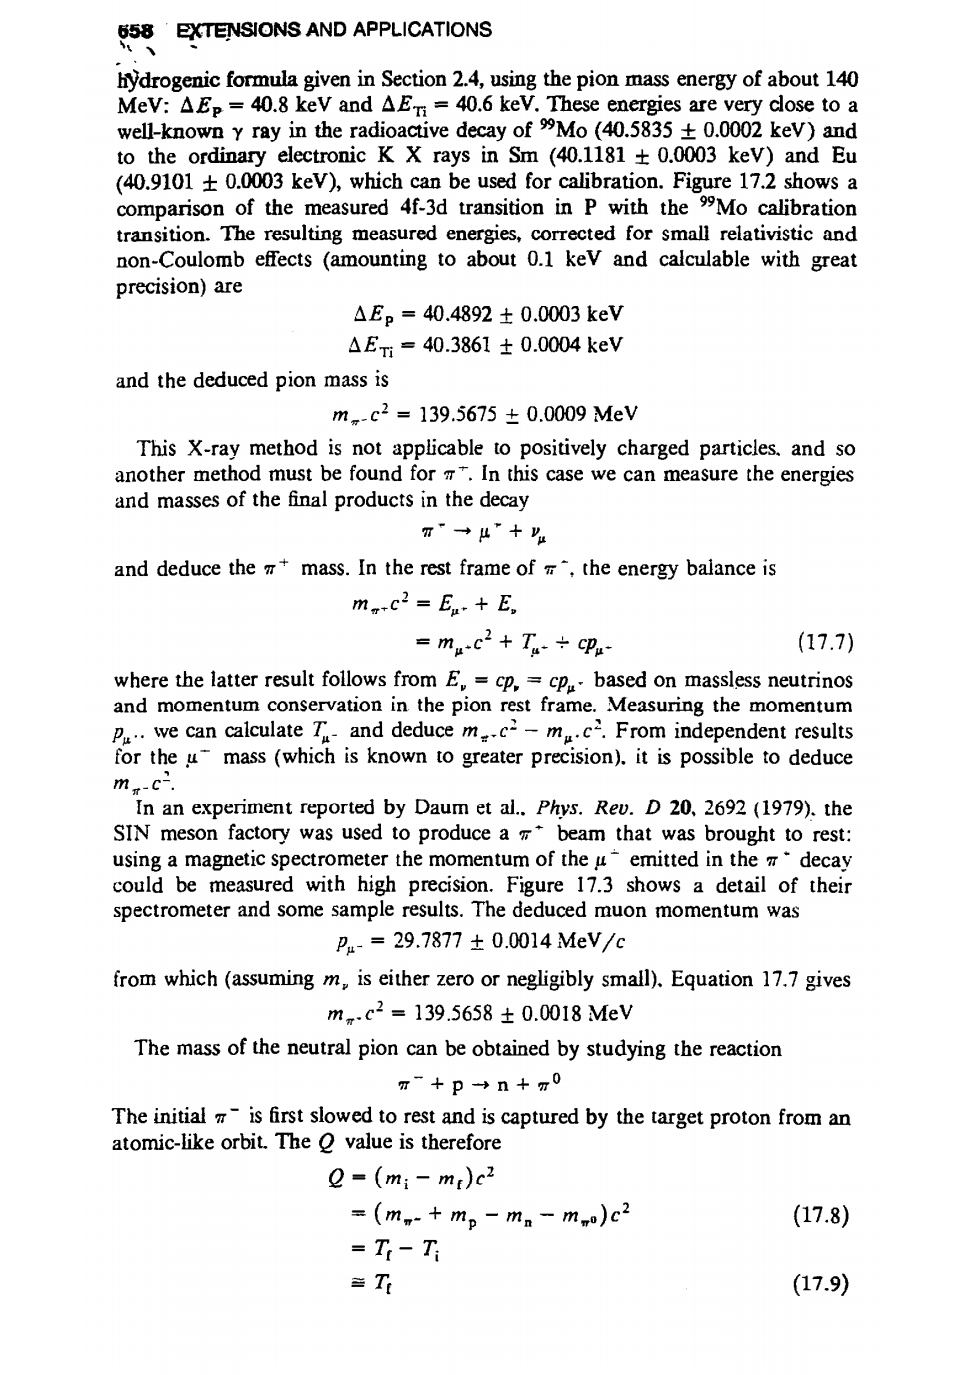 658 EXTENSIONS AND APPLICATIONS
hydrogenic formula given in Section 2.4, using the pion mass energy of about 140
MeV: ΔE_P = 40.8 keV and ΔE_Ti = 40.6 keV. These energies are very close to a
well-known γ ray in the radioactive decay of ⁹⁹Mo (40.5835 ± 0.0002 keV) and
to the ordinary electronic K X rays in Sm (40.1181 ± 0.0003 keV) and Eu
(40.9101 ± 0.0003 keV), which can be used for calibration. Figure 17.2 shows a
comparison of the measured 4f-3d transition in P with the ⁹⁹Mo calibration
transition. The resulting measured energies, corrected for small relativistic and
non-Coulomb effects (amounting to about 0.1 keV and calculable with great
precision) are
ΔE_P = 40.4892 ± 0.0003 keV
ΔE_Ti = 40.3861 ± 0.0004 keV
and the deduced pion mass is
m_π⁻c² = 139.5675 ± 0.0009 MeV
This X-ray method is not applicable to positively charged particles, and so
another method must be found for π⁺. In this case we can measure the energies
and masses of the final products in the decay
π⁺ → μ⁺ + ν_μ
and deduce the π⁺ mass. In the rest frame of π⁺, the energy balance is
m_π⁺c² = E_μ⁺ + E_ν
= m_μ⁺c² + T_μ⁺ + cp_μ⁺ (17.7)
where the latter result follows from E_ν = cp_ν = cp_μ⁺ based on massless neutrinos
and momentum conservation in the pion rest frame. Measuring the momentum
p_μ⁺, we can calculate T_μ⁺ and deduce m_π⁺c² − m_μ⁺c². From independent results
for the μ⁺ mass (which is known to greater precision), it is possible to deduce
m_π⁺c².
In an experiment reported by Daum et al., Phys. Rev. D 20, 2692 (1979), the
SIN meson factory was used to produce a π⁺ beam that was brought to rest;
using a magnetic spectrometer the momentum of the μ⁺ emitted in the π⁺ decay
could be measured with high precision. Figure 17.3 shows a detail of their
spectrometer and some sample results. The deduced muon momentum was
p_μ⁺ = 29.7877 ± 0.0014 MeV/c
from which (assuming m_ν is either zero or negligibly small), Equation 17.7 gives
m_π⁺c² = 139.5658 ± 0.0018 MeV
The mass of the neutral pion can be obtained by studying the reaction
π⁻ + p → n + π⁰
The initial π⁻ is first slowed to rest and is captured by the target proton from an
atomic-like orbit. The Q value is therefore
Q = (m_i − m_f)c²
= (m_π⁻ + m_p − m_n − m_π⁰)c² (17.8)
= T_f − T_i
≅ T_f (17.9)